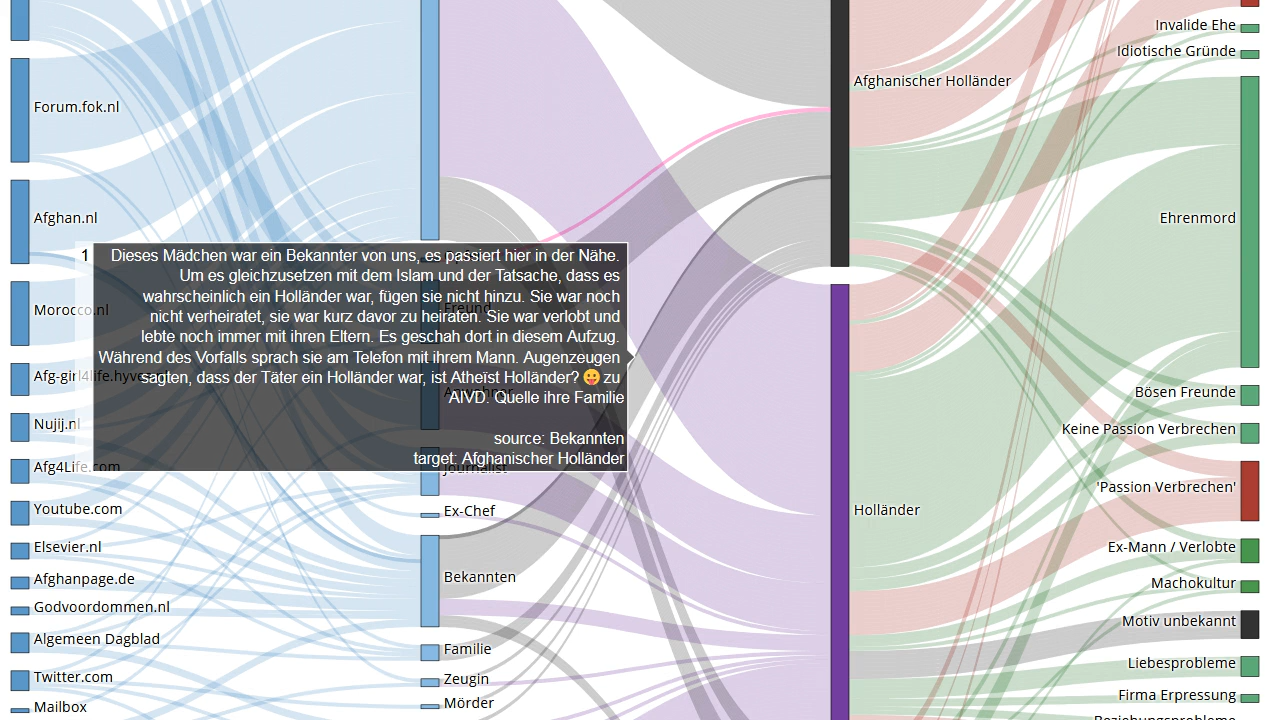 Forum.fok.nl
Afghan.nl
Morocco.nl
Afg-girl4life.hyves.nl
Nujij.nl
Afg4Life.com
Youtube.com
Elsevier.nl
Afghanpage.de
Godvoordommen.nl
Algemeen Dagblad
Twitter.com
Mailbox
1
Dieses Mädchen war ein Bekannter von uns, es passiert hier in der Nähe.
Um es gleichzusetzen mit dem Islam und der Tatsache, dass es
wahrscheinlich ein Holländer war, fügen sie nicht hinzu. Sie war noch
nicht verheiratet, sie war kurz davor zu heiraten. Sie war verlobt und
lebte noch immer mit ihren Eltern. Es geschah dort in diesem Aufzug.
Während des Vorfalls sprach sie am Telefon mit ihrem Mann. Augenzeugen
sagten, dass der Täter ein Holländer war, ist Atheïst Holländer? 😛 zu
AIVD. Quelle ihre Familie
source: Bekannten
target: Afghanischer Holländer
Freund
Anwohner
Journalist
Ex-Chef
Bekannten
Familie
Zeugin
Mörder
Afghanischer Holländer
Holländer
Invalide Ehe
Idiotische Gründe
Ehrenmord
Bösen Freunde
Keine Passion Verbrechen
'Passion Verbrechen'
Ex-Mann / Verlobte
Machokultur
Motiv unbekannt
Liebesprobleme
Firma Erpressung
Beziehungsprobleme